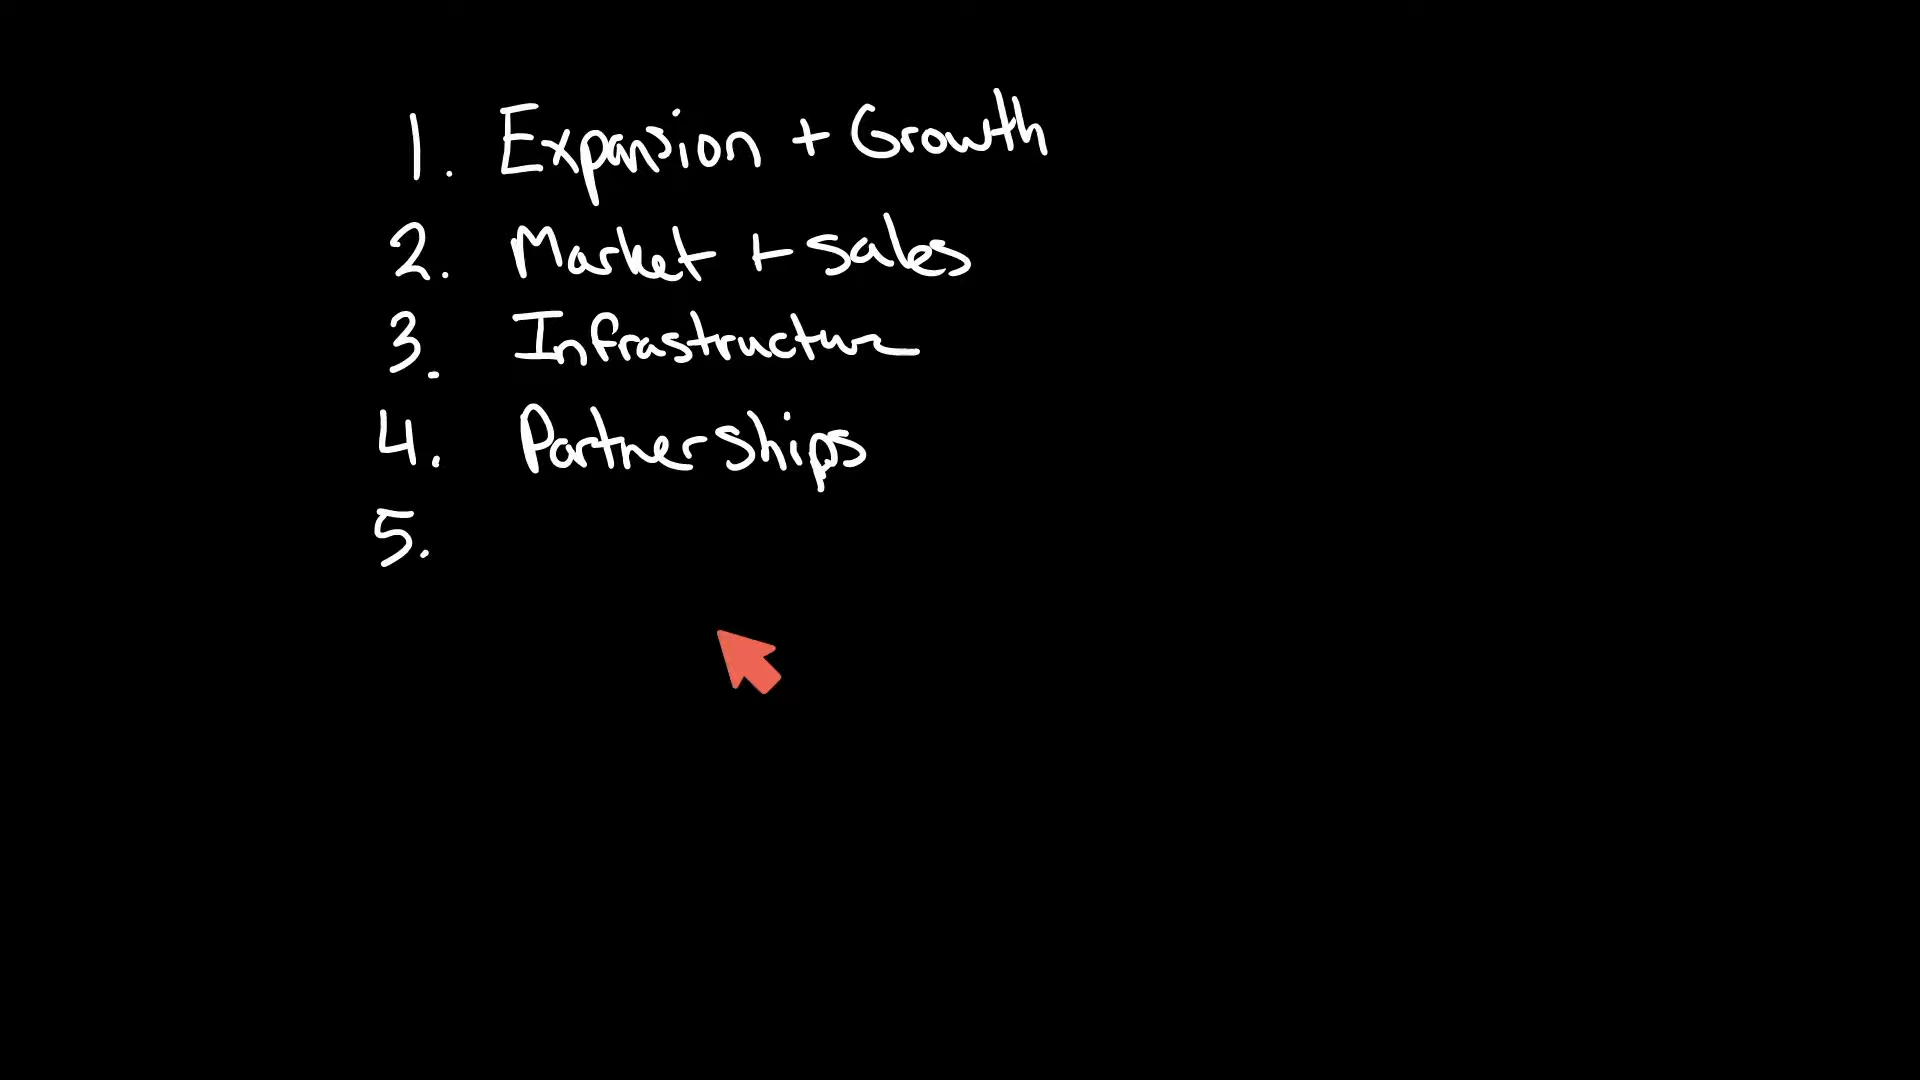 1. Expansion + Growth
2. Market + Sales
3. Infrastructure
4. Partnerships
5.